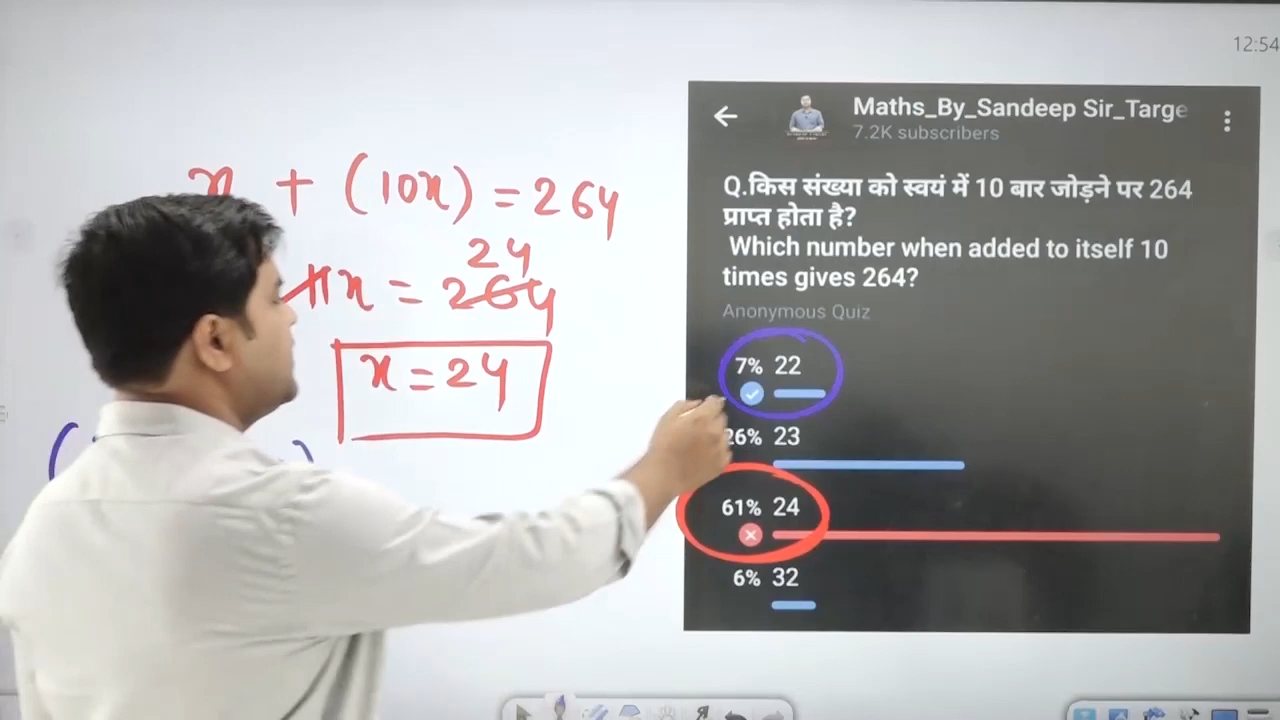 12:54
x + (10x) = 264
24
11x = 264
x = 24
Maths_By_Sandeep Sir_Targe
7.2K subscribers
Q.किस संख्या को स्वयं में 10 बार जोड़ने पर 264
प्राप्त होता है?
Which number when added to itself 10
times gives 264?
Anonymous Quiz
7% 22
26% 23
61% 24
6% 32